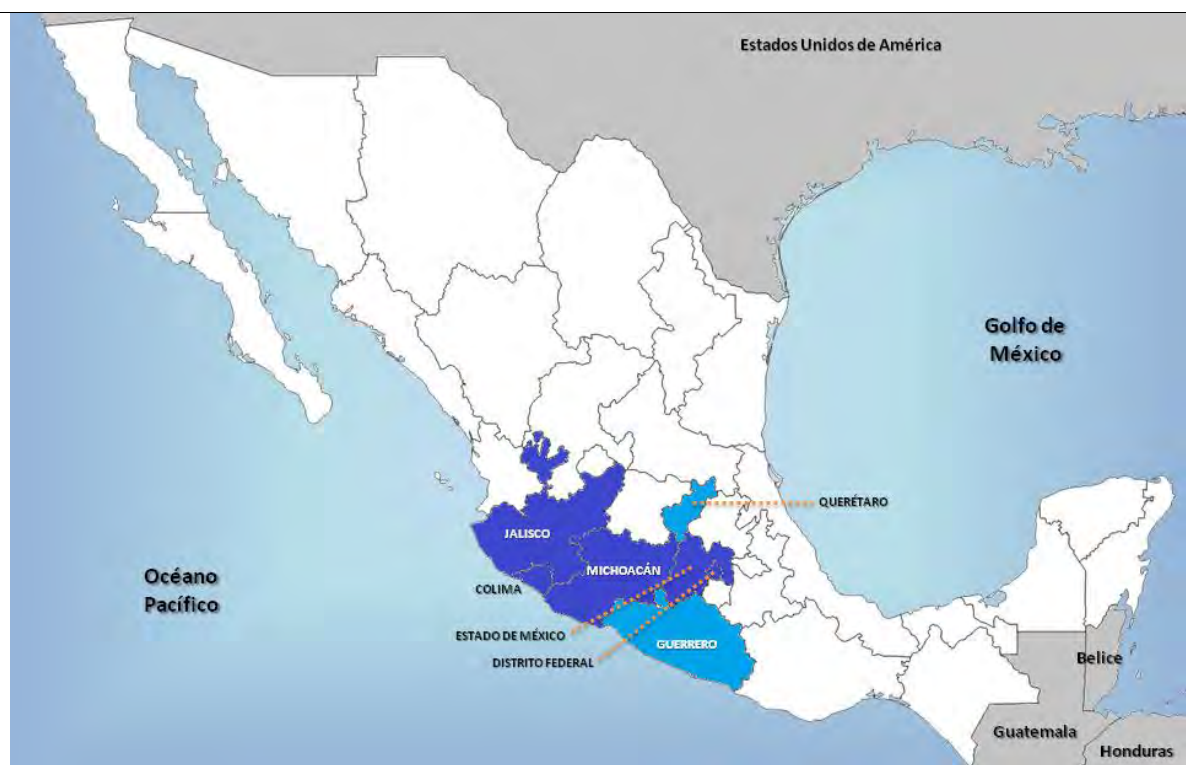 Estados Unidos de América
Golfo de
México
QUERÉTARO
JALISCO
MICHOACÁN
Océano
Pacífico
COLIMA
ESTADO DE MÉXICO
GUERRERO
DISTRITO FEDERAL
Belice
Guatemala
Honduras